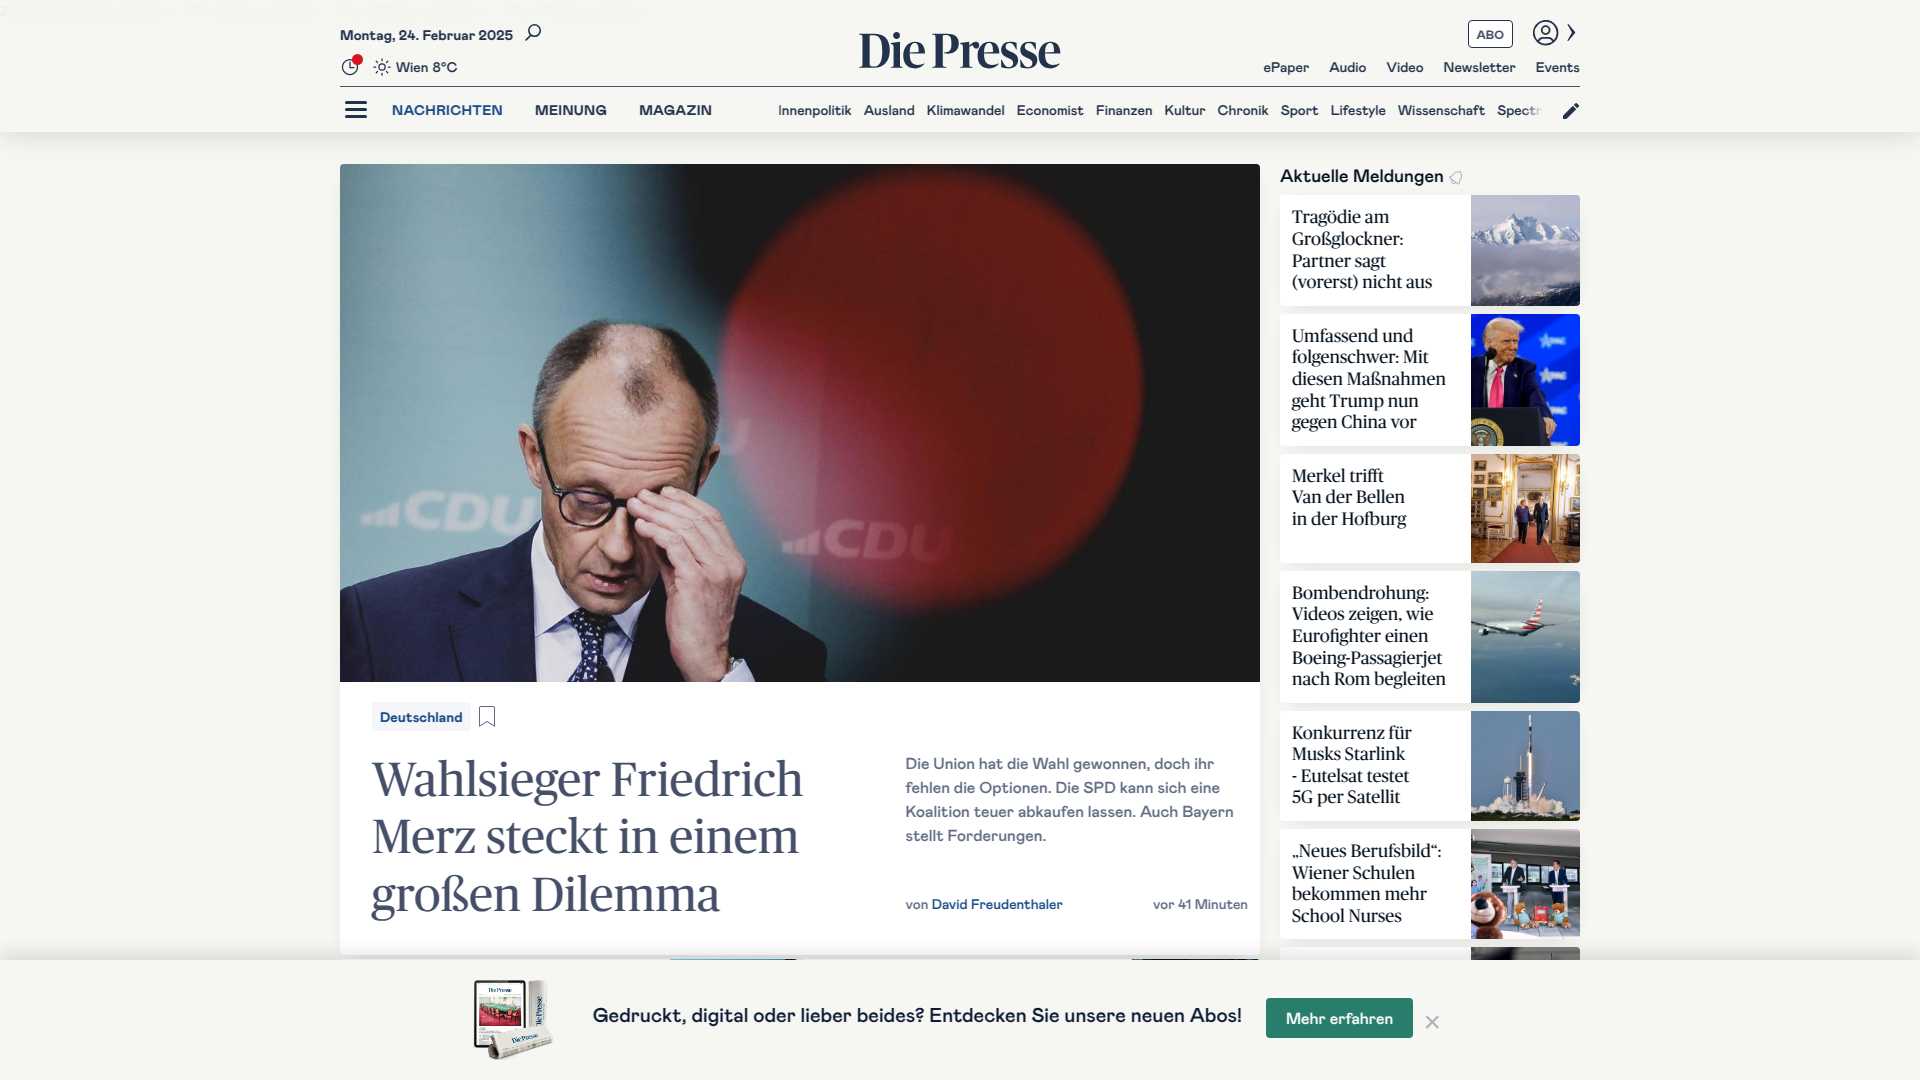 Montag, 24. Februar 2025
Die Presse
ABO
Wien 8°C
ePaper Audio Video Newsletter Events
NACHRICHTEN MEINUNG MAGAZIN
Innenpolitik Ausland Klimawandel Economist Finanzen Kultur Chronik Sport Lifestyle Wissenschaft Spectr
CDU
CDU
Deutschland
Wahlsieger Friedrich
Merz steckt in einem
großen Dilemma
Die Union hat die Wahl gewonnen, doch ihr
fehlen die Optionen. Die SPD kann sich eine
Koalition teuer abkaufen lassen. Auch Bayern
stellt Forderungen.
von David Freudenthaler
vor 41 Minuten
Aktuelle Meldungen
Tragödie am
Großglockner:
Partner sagt
(vorerst) nicht aus
Umfassend und
folgenschwer: Mit
diesen Maßnahmen
geht Trump nun
gegen China vor
Merkel trifft
Van der Bellen
in der Hofburg
Bombendrohung:
Videos zeigen, wie
Eurofighter einen
Boeing-Passagierjet
nach Rom begleiten
Konkurrenz für
Musks Starlink
- Eutelsat testet
5G per Satellit
„Neues Berufsbild“:
Wiener Schulen
bekommen mehr
School Nurses
Die Presse
Die Presse
Die Presse
Gedruckt, digital oder lieber beides? Entdecken Sie unsere neuen Abos!
Mehr erfahren